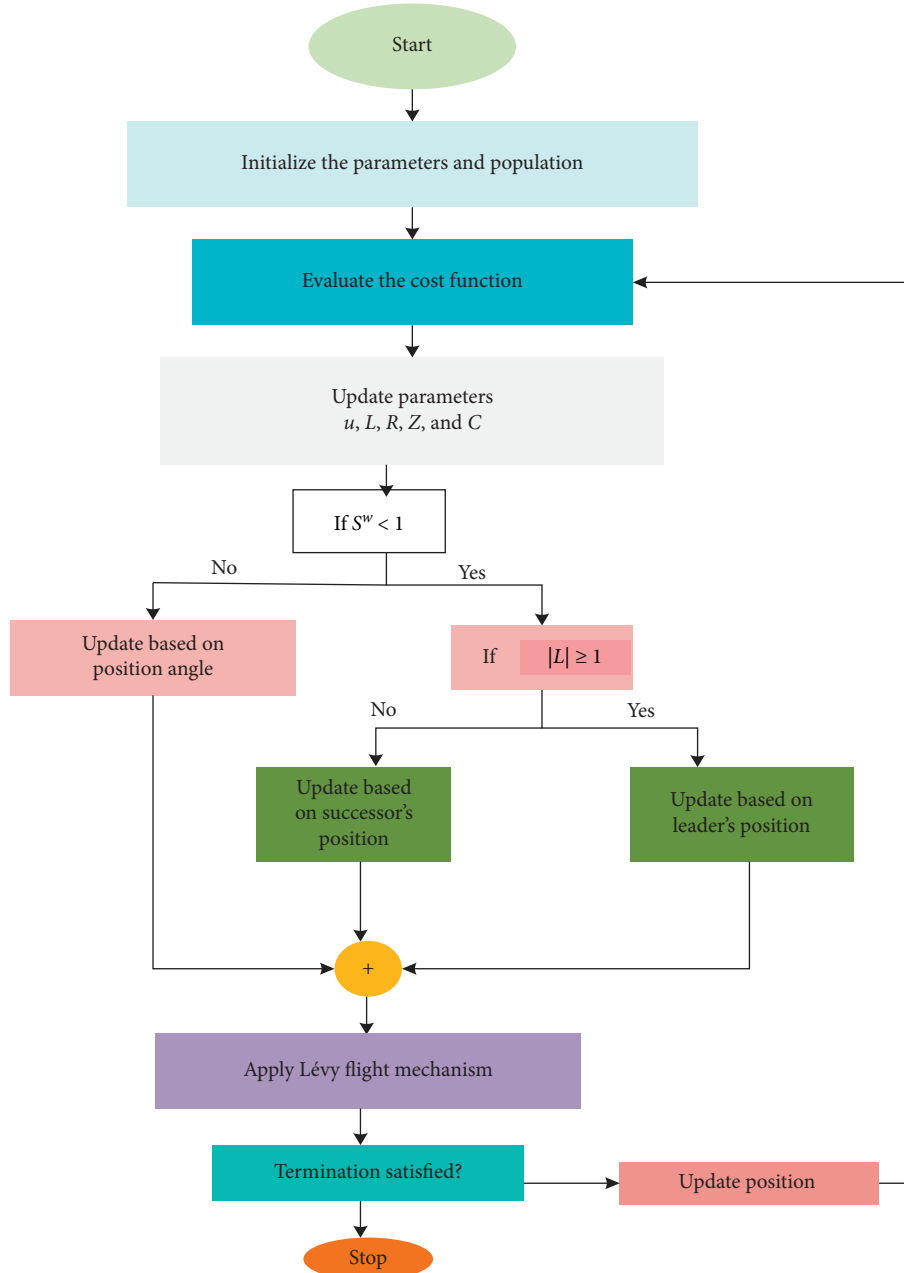 Start
Initialize the parameters and population
Evaluate the cost function
Update parameters
u, L, R, Z, and C
If S^w < 1
No
Yes
Update based on
position angle
If |L| ≥ 1
No
Yes
Update based
on successor’s
position
Update based on
leader’s position
+
Apply Lévy flight mechanism
Termination satisfied?
Update position
Stop